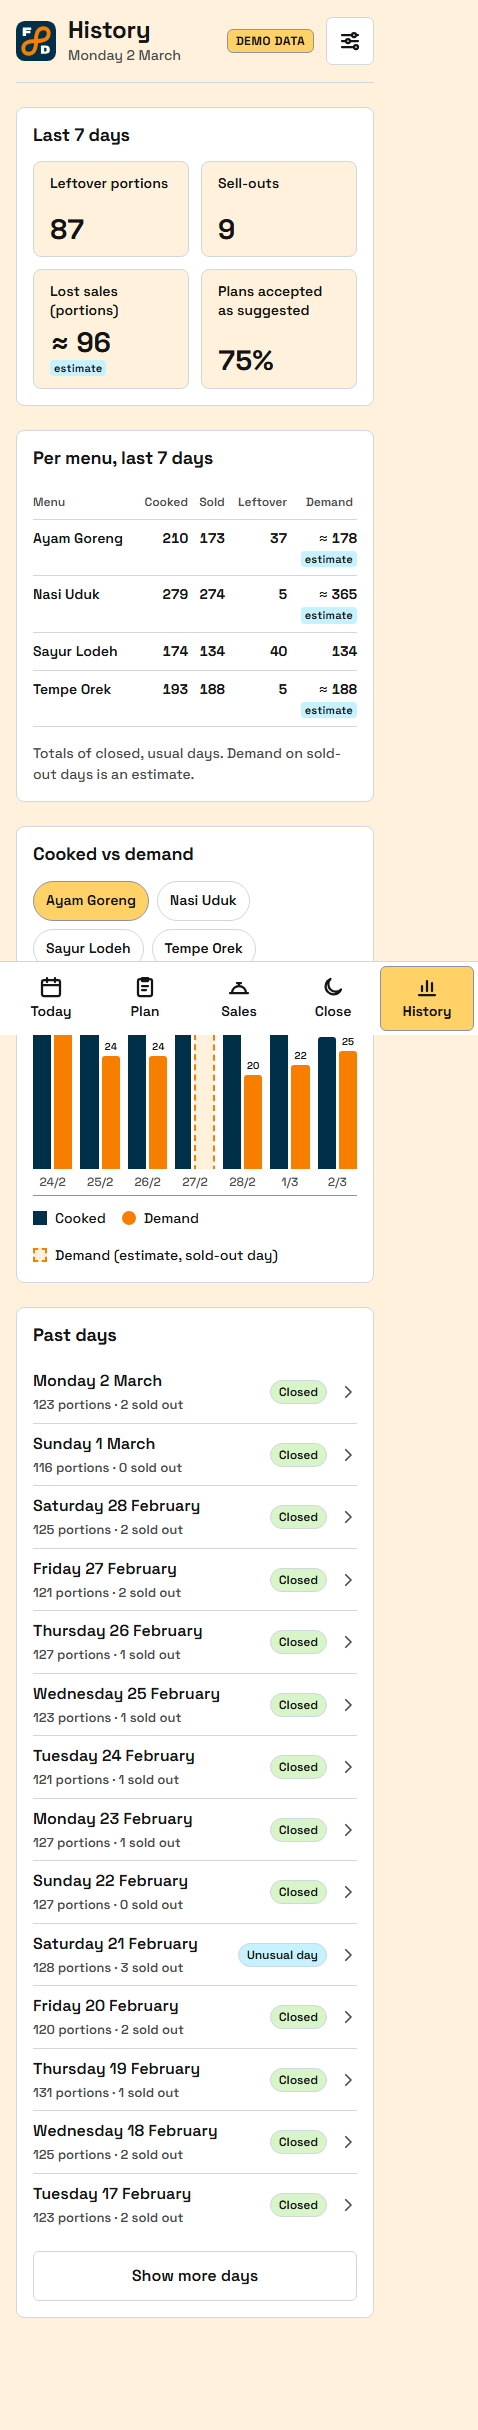 F D
History
Monday 2 March
DEMO DATA
Last 7 days
Leftover portions
87
Sell-outs
9
Lost sales
(portions)
≈ 96
estimate
Plans accepted
as suggested
75%
Per menu, last 7 days
Menu Cooked Sold Leftover Demand
Ayam Goreng 210 173 37 ≈ 178
estimate
Nasi Uduk 279 274 5 ≈ 365
estimate
Sayur Lodeh 174 134 40 134
Tempe Orek 193 188 5 ≈ 188
estimate
Totals of closed, usual days. Demand on sold-
out days is an estimate.
Cooked vs demand
Ayam Goreng Nasi Uduk
Sayur Lodeh Tempe Orek
Today Plan Sales Close History
24 24 20 22 25
24/2 25/2 26/2 27/2 28/2 1/3 2/3
Cooked Demand
Demand (estimate, sold-out day)
Past days
Monday 2 March
123 portions · 2 sold out
Closed
Sunday 1 March
116 portions · 0 sold out
Closed
Saturday 28 February
125 portions · 2 sold out
Closed
Friday 27 February
121 portions · 2 sold out
Closed
Thursday 26 February
127 portions · 1 sold out
Closed
Wednesday 25 February
123 portions · 1 sold out
Closed
Tuesday 24 February
121 portions · 1 sold out
Closed
Monday 23 February
127 portions · 1 sold out
Closed
Sunday 22 February
127 portions · 0 sold out
Closed
Saturday 21 February
128 portions · 3 sold out
Unusual day
Friday 20 February
120 portions · 2 sold out
Closed
Thursday 19 February
131 portions · 1 sold out
Closed
Wednesday 18 February
125 portions · 2 sold out
Closed
Tuesday 17 February
123 portions · 2 sold out
Closed
Show more days